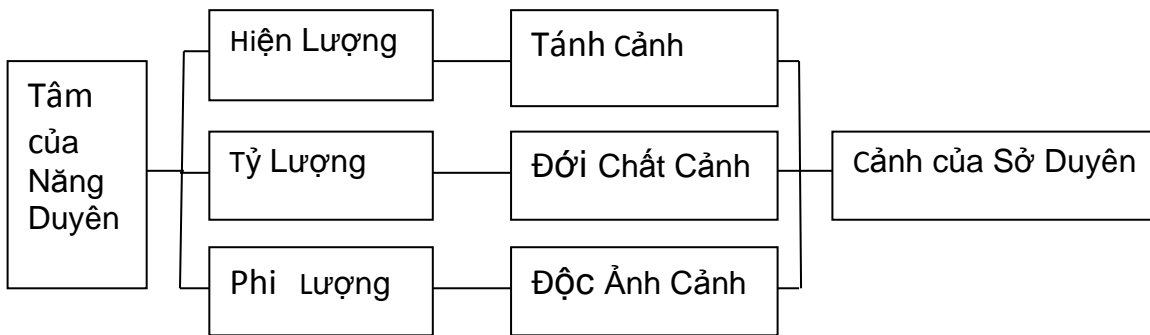 Tâm
của
Năng
Duyên
Hiện Lượng
Tánh Cảnh
Tỷ Lượng
Đới Chất Cảnh
Cảnh của Sở Duyên
Phi Lượng
Độc Ảnh Cảnh